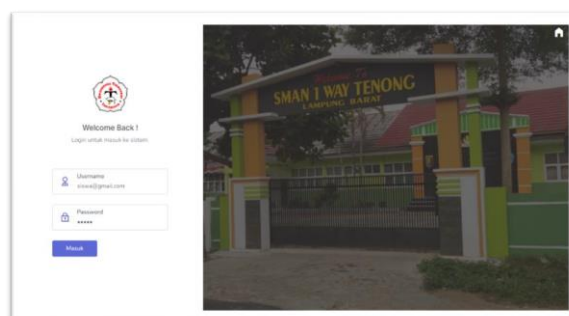 Welcome Back !
Login untuk masuk ke sistem.
Username
siswa@gmail.com
Password
•••••
Masuk
Welcome To
SMAN 1 WAY TENONG
LAMPUNG BARAT